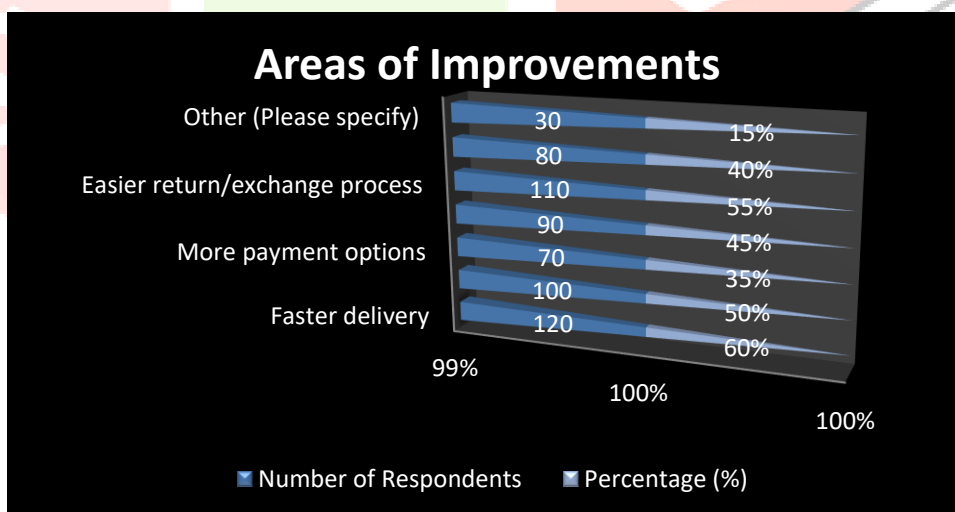 Areas of Improvements
Other (Please specify)
30
15%
80
40%
Easier return/exchange process
110
55%
90
45%
More payment options
70
35%
100
50%
Faster delivery
120
60%
99%
100%
100%
Number of Respondents
Percentage (%)